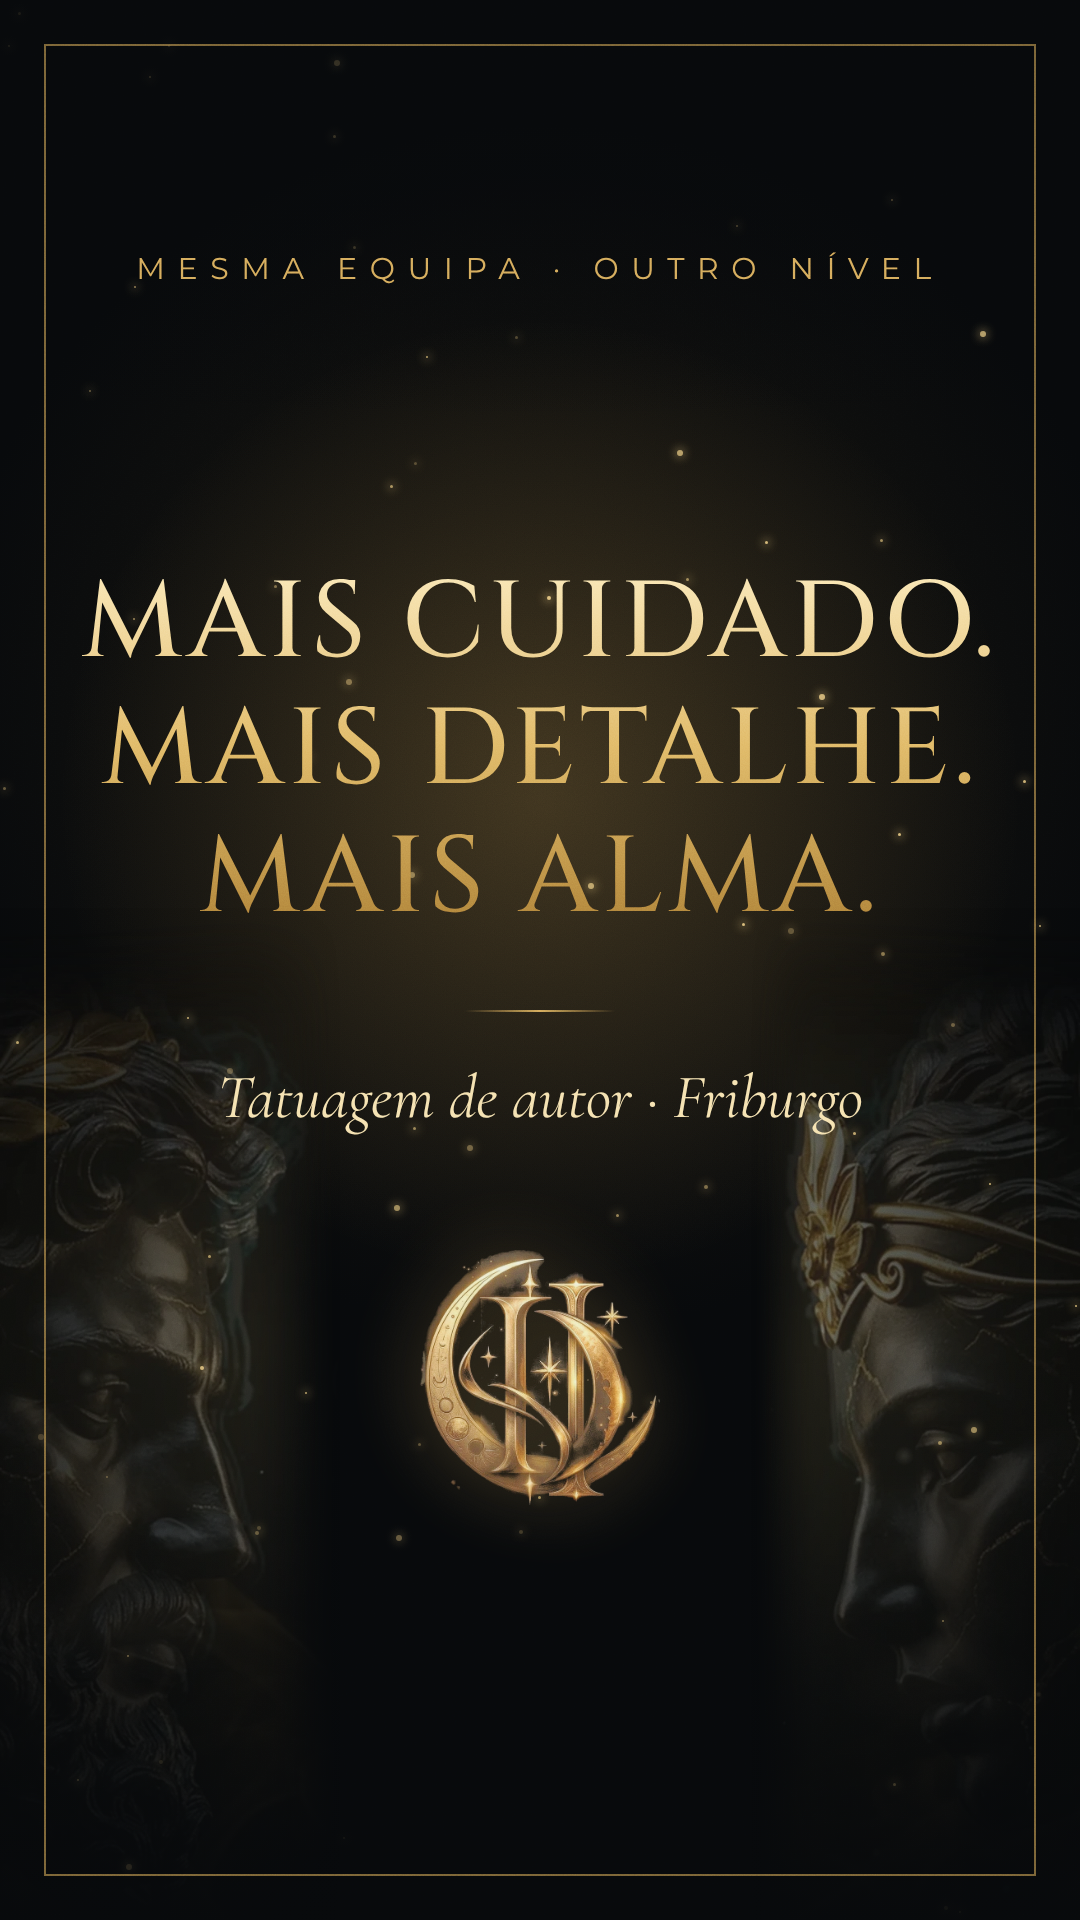 MESMA EQUIPA · OUTRO NÍVEL
MAIS CUIDADO.
MAIS DETALHE.
MAIS ALMA.
Tatuagem de autor · Friburgo